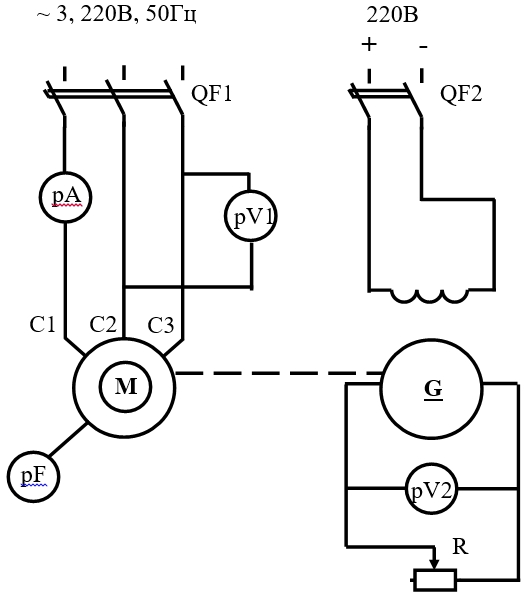 ~ 3, 220В, 50Гц
220В
+ -
QF1
QF2
pA
pV1
C1 C2 C3
M
G
pF
pV2
R